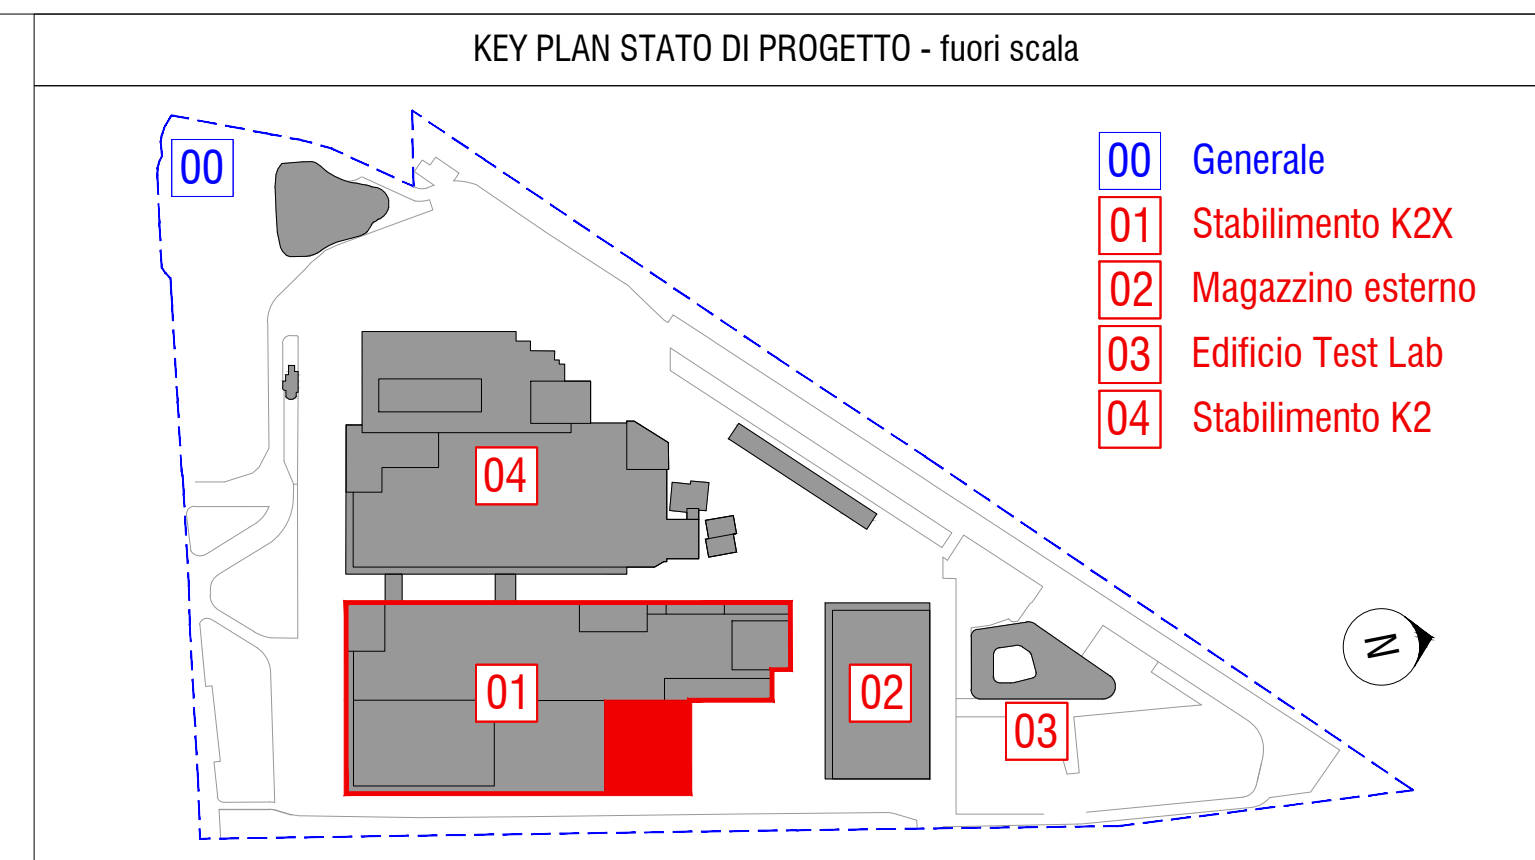 KEY PLAN STATO DI PROGETTO - fuori scala
00
00 Generale
01 Stabilimento K2X
02 Magazzino esterno
03 Edificio Test Lab
04 Stabilimento K2
04
01
02
03
N